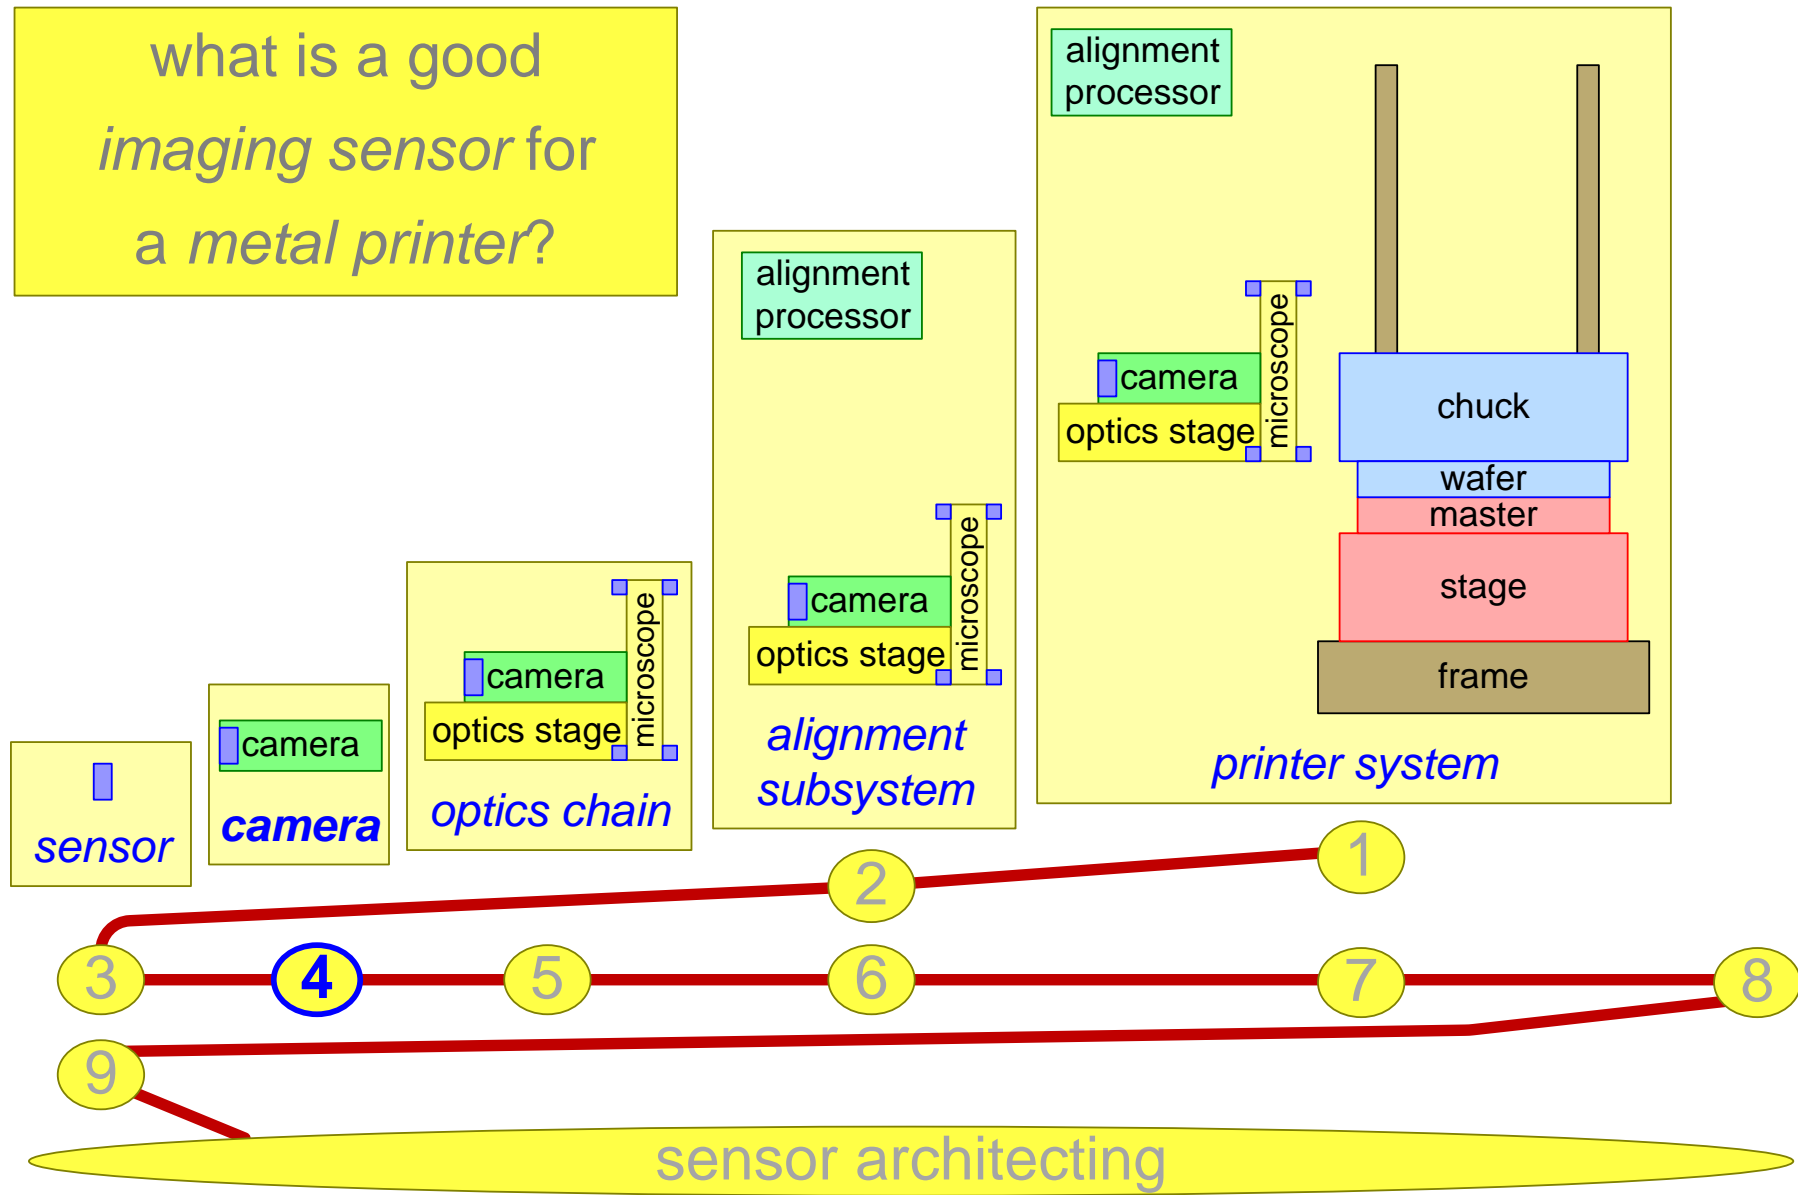 what is a good
imaging sensor for
a metal printer?
alignment
processor
camera
optics stage
microscope
chuck
wafer
master
stage
frame
printer system
alignment
processor
camera
optics stage
microscope
alignment
subsystem
camera
optics stage
microscope
optics chain
camera
camera
sensor
1
2
3
4
5
6
7
8
9
sensor architecting